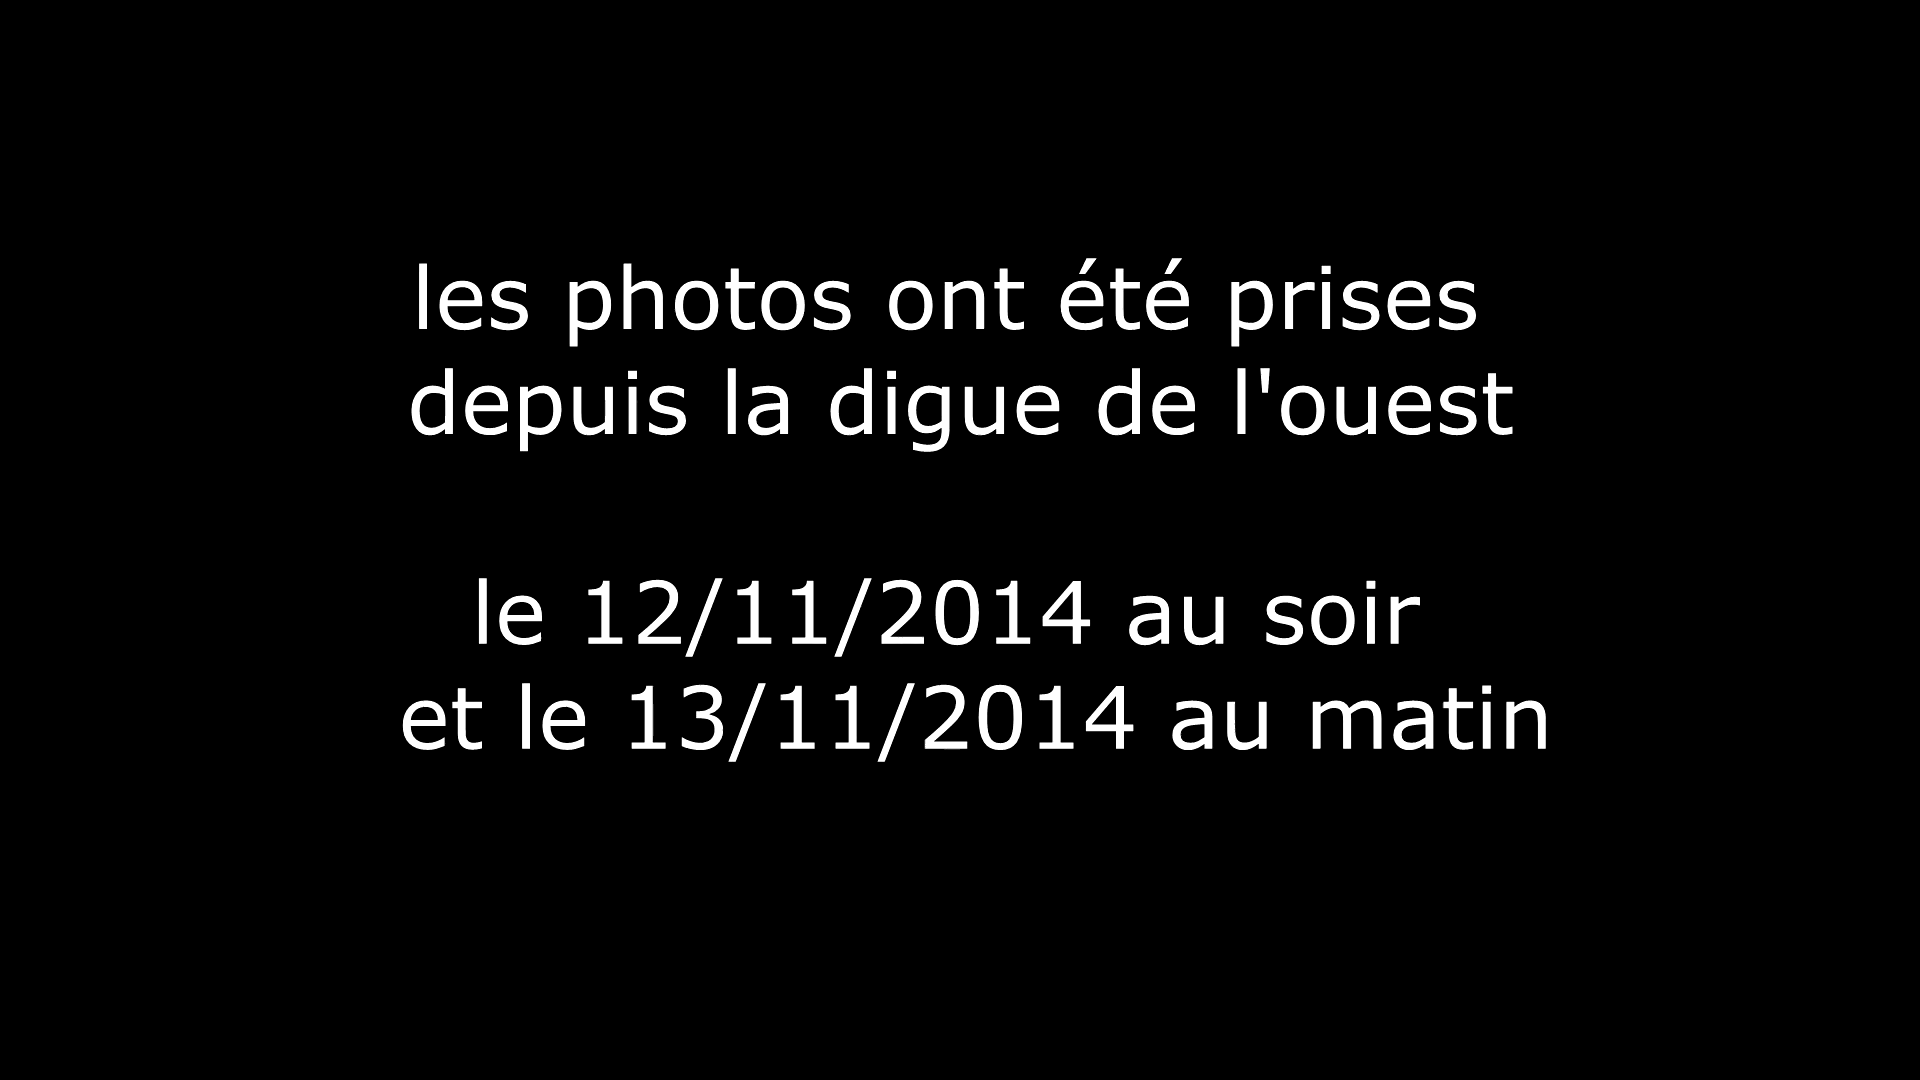 les photos ont été prises
depuis la digue de l'ouest
le 12/11/2014 au soir
et le 13/11/2014 au matin